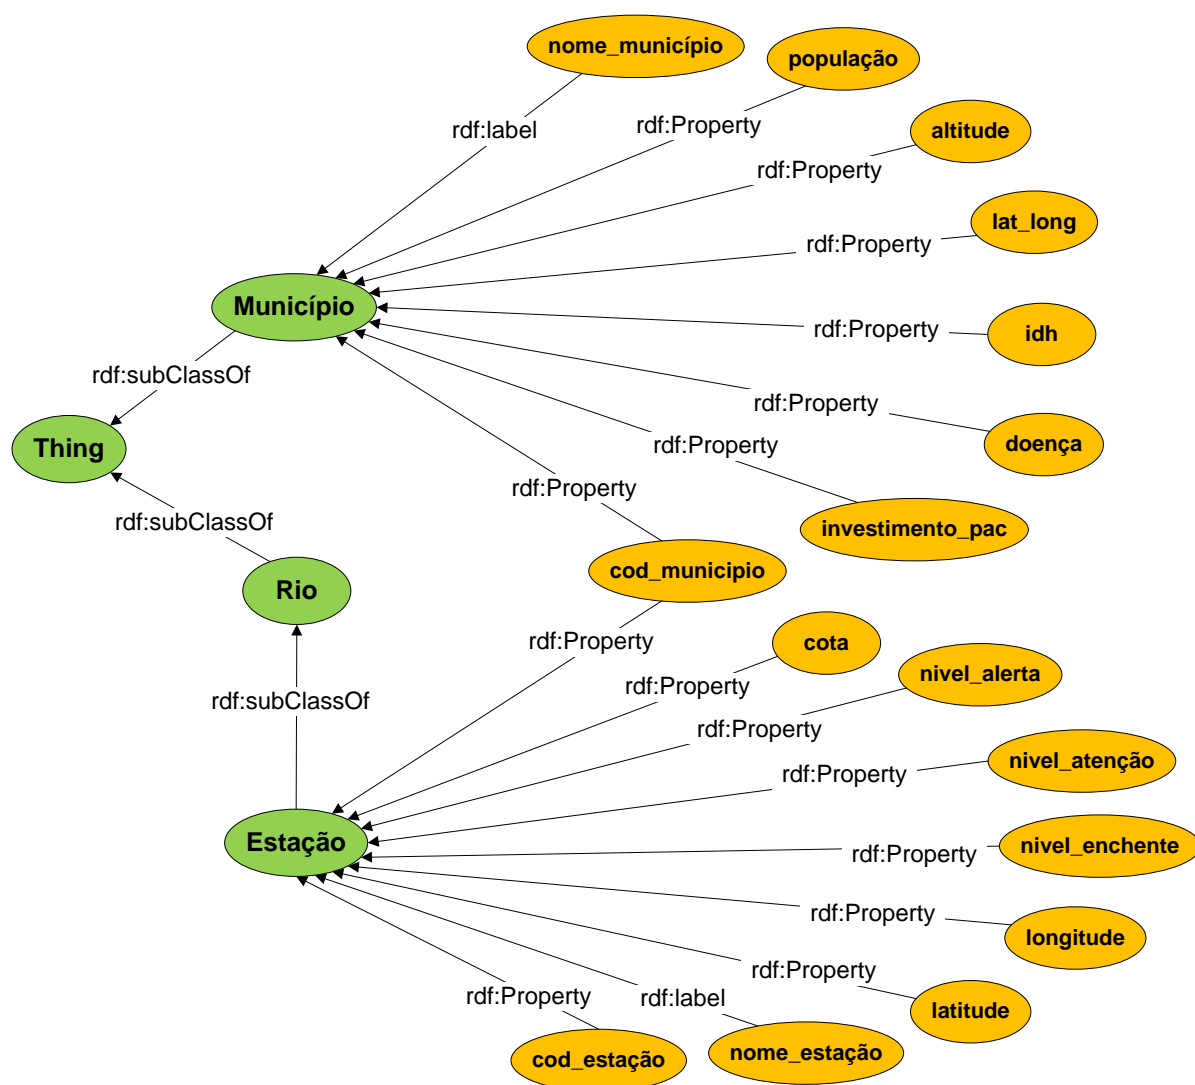 nome_município
população
rdf:label
rdf:Property
altitude
rdf:Property
lat_long
rdf:Property
Município
rdf:Property
idh
rdf:subClassOf
rdf:Property
doença
Thing
rdf:Property
rdf:Property
rdf:subClassOf
investimento_pac
cod_municipio
Rio
rdf:Property
cota
nivel_alerta
rdf:Property
rdf:subClassOf
rdf:Property
nivel_atenção
rdf:Property
Estação
nivel_enchente
rdf:Property
rdf:Property
longitude
rdf:Property
rdf:Property
rdf:label
latitude
nome_estação
cod_estação